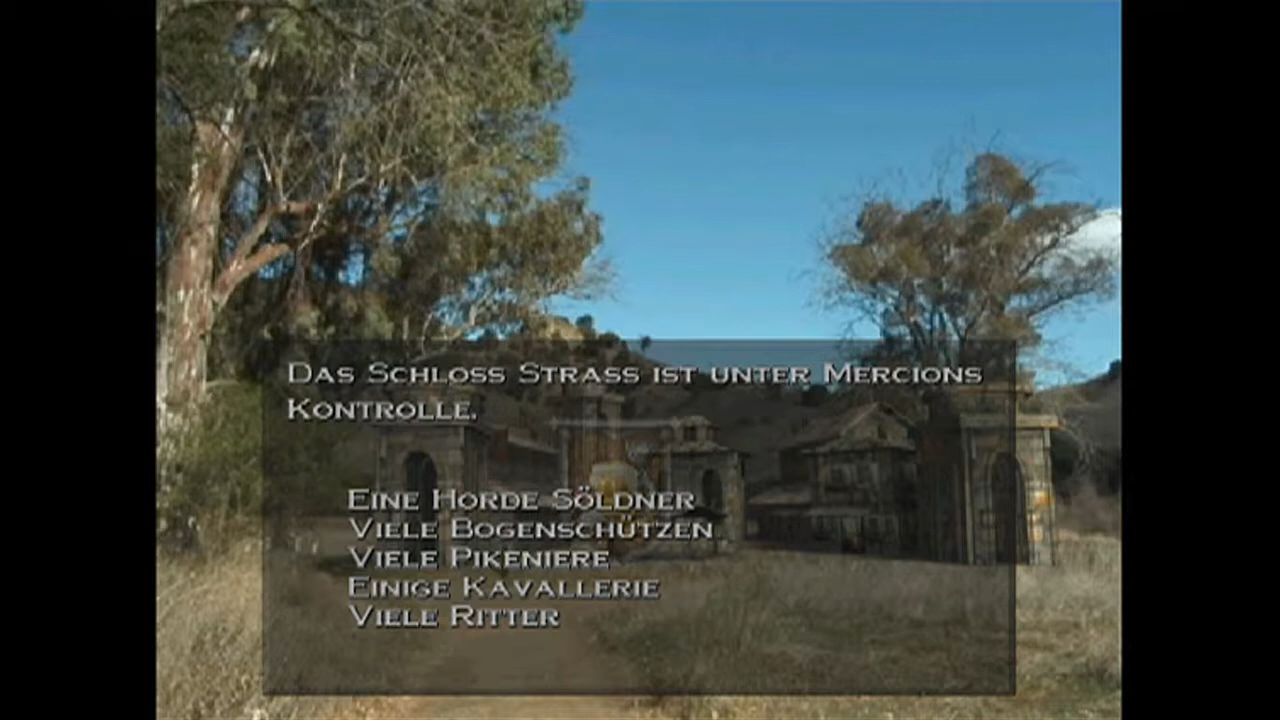 Das Schloss Strass ist unter Mercions
Kontrolle.
Eine Horde Söldner
Viele Bogenschützen
Viele Pikeniere
Einige Kavallerie
Viele Ritter